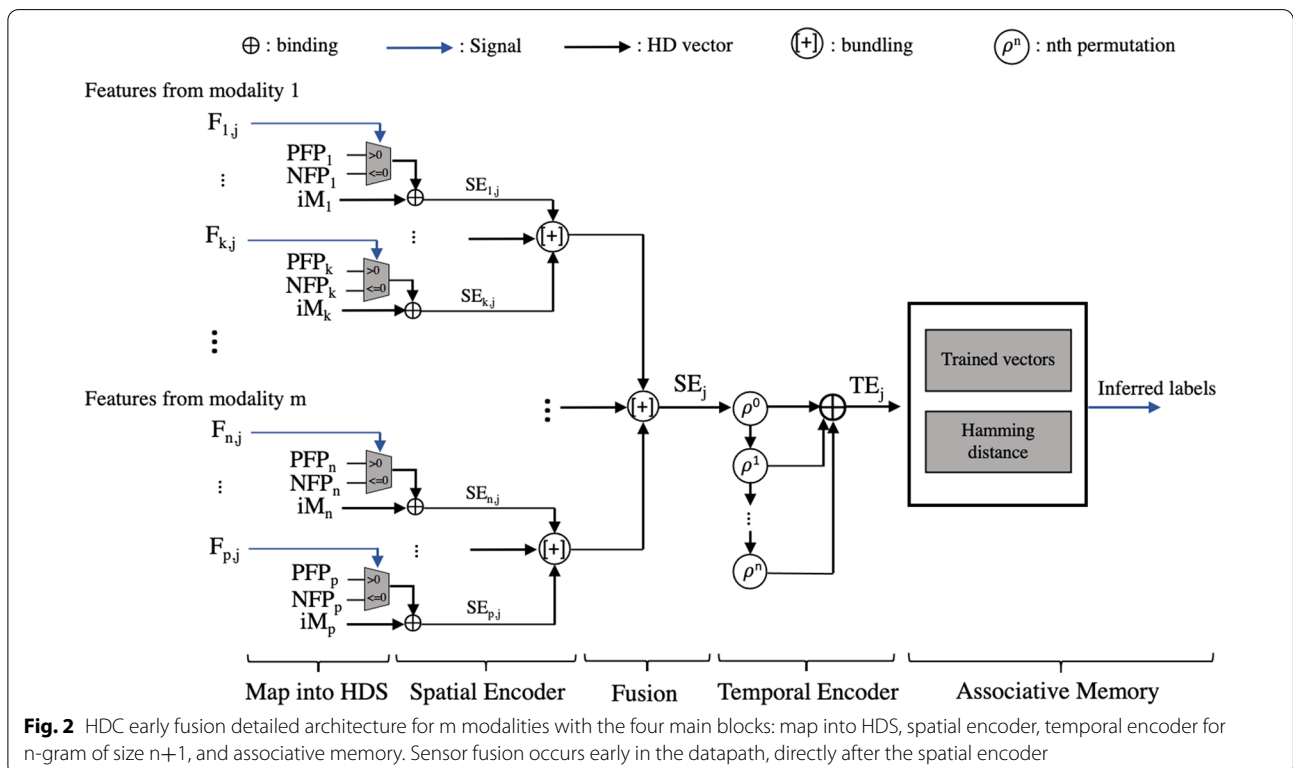 ⊕ : binding → : Signal → : HD vector [+] : bundling ρⁿ : nth permutation
Features from modality 1
F₁,ⱼ
PFP₁ >0
NFP₁ <=0
iM₁ ⊕ SE₁,ⱼ
⋮
Fₖ,ⱼ ... [+]
PFPₖ >0
NFPₖ <=0
iMₖ ⊕ SEₖ,ⱼ
⋮
Features from modality m
⋮ [+] SEⱼ ρ⁰ ⊕ TEⱼ
ρ¹
⋮
ρⁿ
Trained vectors
Hamming
distance
Inferred labels
Fₙ,ⱼ
PFPₙ >0
NFPₙ <=0
iMₙ ⊕ SEₙ,ⱼ
⋮
Fₚ,ⱼ ... [+]
PFPₚ >0
NFPₚ <=0
iMₚ ⊕ SEₚ,ⱼ
Map into HDS Spatial Encoder Fusion Temporal Encoder Associative Memory
Fig. 2 HDC early fusion detailed architecture for m modalities with the four main blocks: map into HDS, spatial encoder, temporal encoder for
n-gram of size n+1, and associative memory. Sensor fusion occurs early in the datapath, directly after the spatial encoder